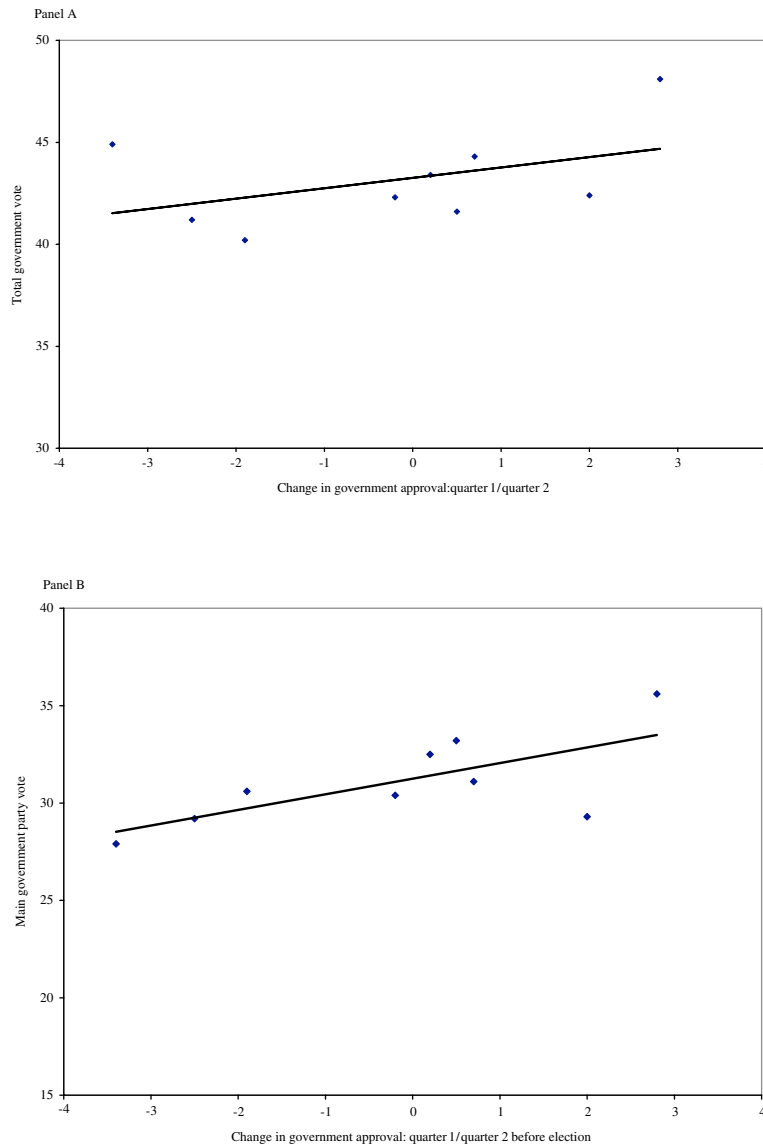 Panel A
50
45
40
35
30
Total government vote
-4 -3 -2 -1 0 1 2 3
Change in government approval:quarter 1/quarter 2
Panel B
40
35
30
25
20
15
Main government party vote
-4 -3 -2 -1 0 1 2 3 4
Change in government approval: quarter 1/quarter 2 before election